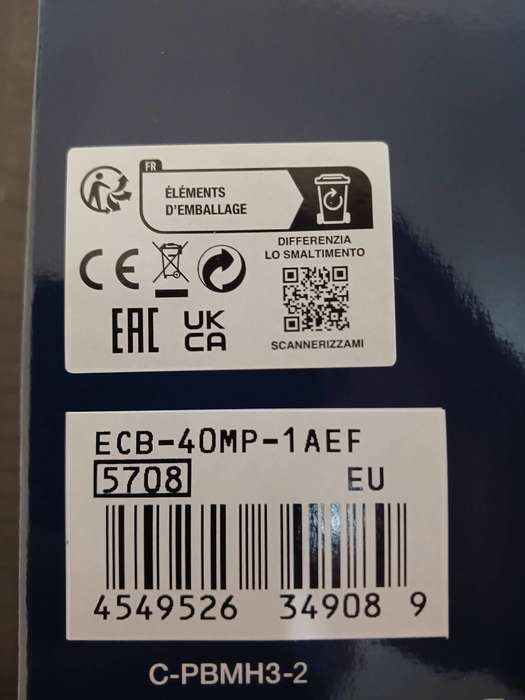 FR
ÉLÉMENTS
D'EMBALLAGE
DIFFERENZIA
LO SMALTIMENTO
CE
EAC
UK
CA
SCANNERIZZAMI
ECB-40MP-1AEF
5708 EU
4549526 34908 9
C-PBMH3-2